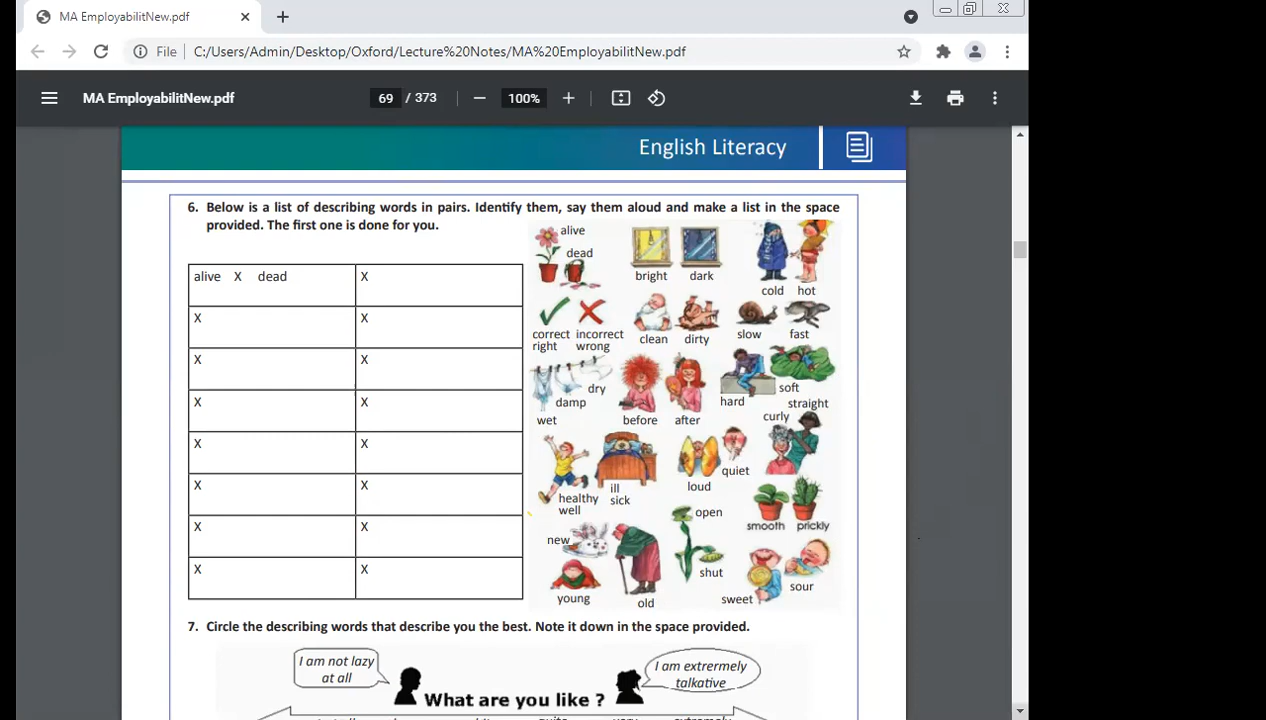 MA EmployabilitNew.pdf
File C:/Users/Admin/Desktop/Oxford/Lecture%20Notes/MA%20EmployabilitNew.pdf
MA EmployabilitNew.pdf 69 / 373 100%
English Literacy
6. Below is a list of describing words in pairs. Identify them, say them aloud and make a list in the space
provided. The first one is done for you.
alive X dead X
X X
X X
X X
X X
X X
X X
X X
alive
dead
bright dark
cold hot
correct incorrect
right wrong
clean dirty
slow fast
dry
damp
wet
before after
hard
soft
straight
curly
healthy
well
ill
sick
loud
quiet
open
shut
smooth prickly
new
young
old
sweet
sour
7. Circle the describing words that describe you the best. Note it down in the space provided.
I am not lazy
at all
I am extrermely
talkative
What are you like ?
quite very extremely